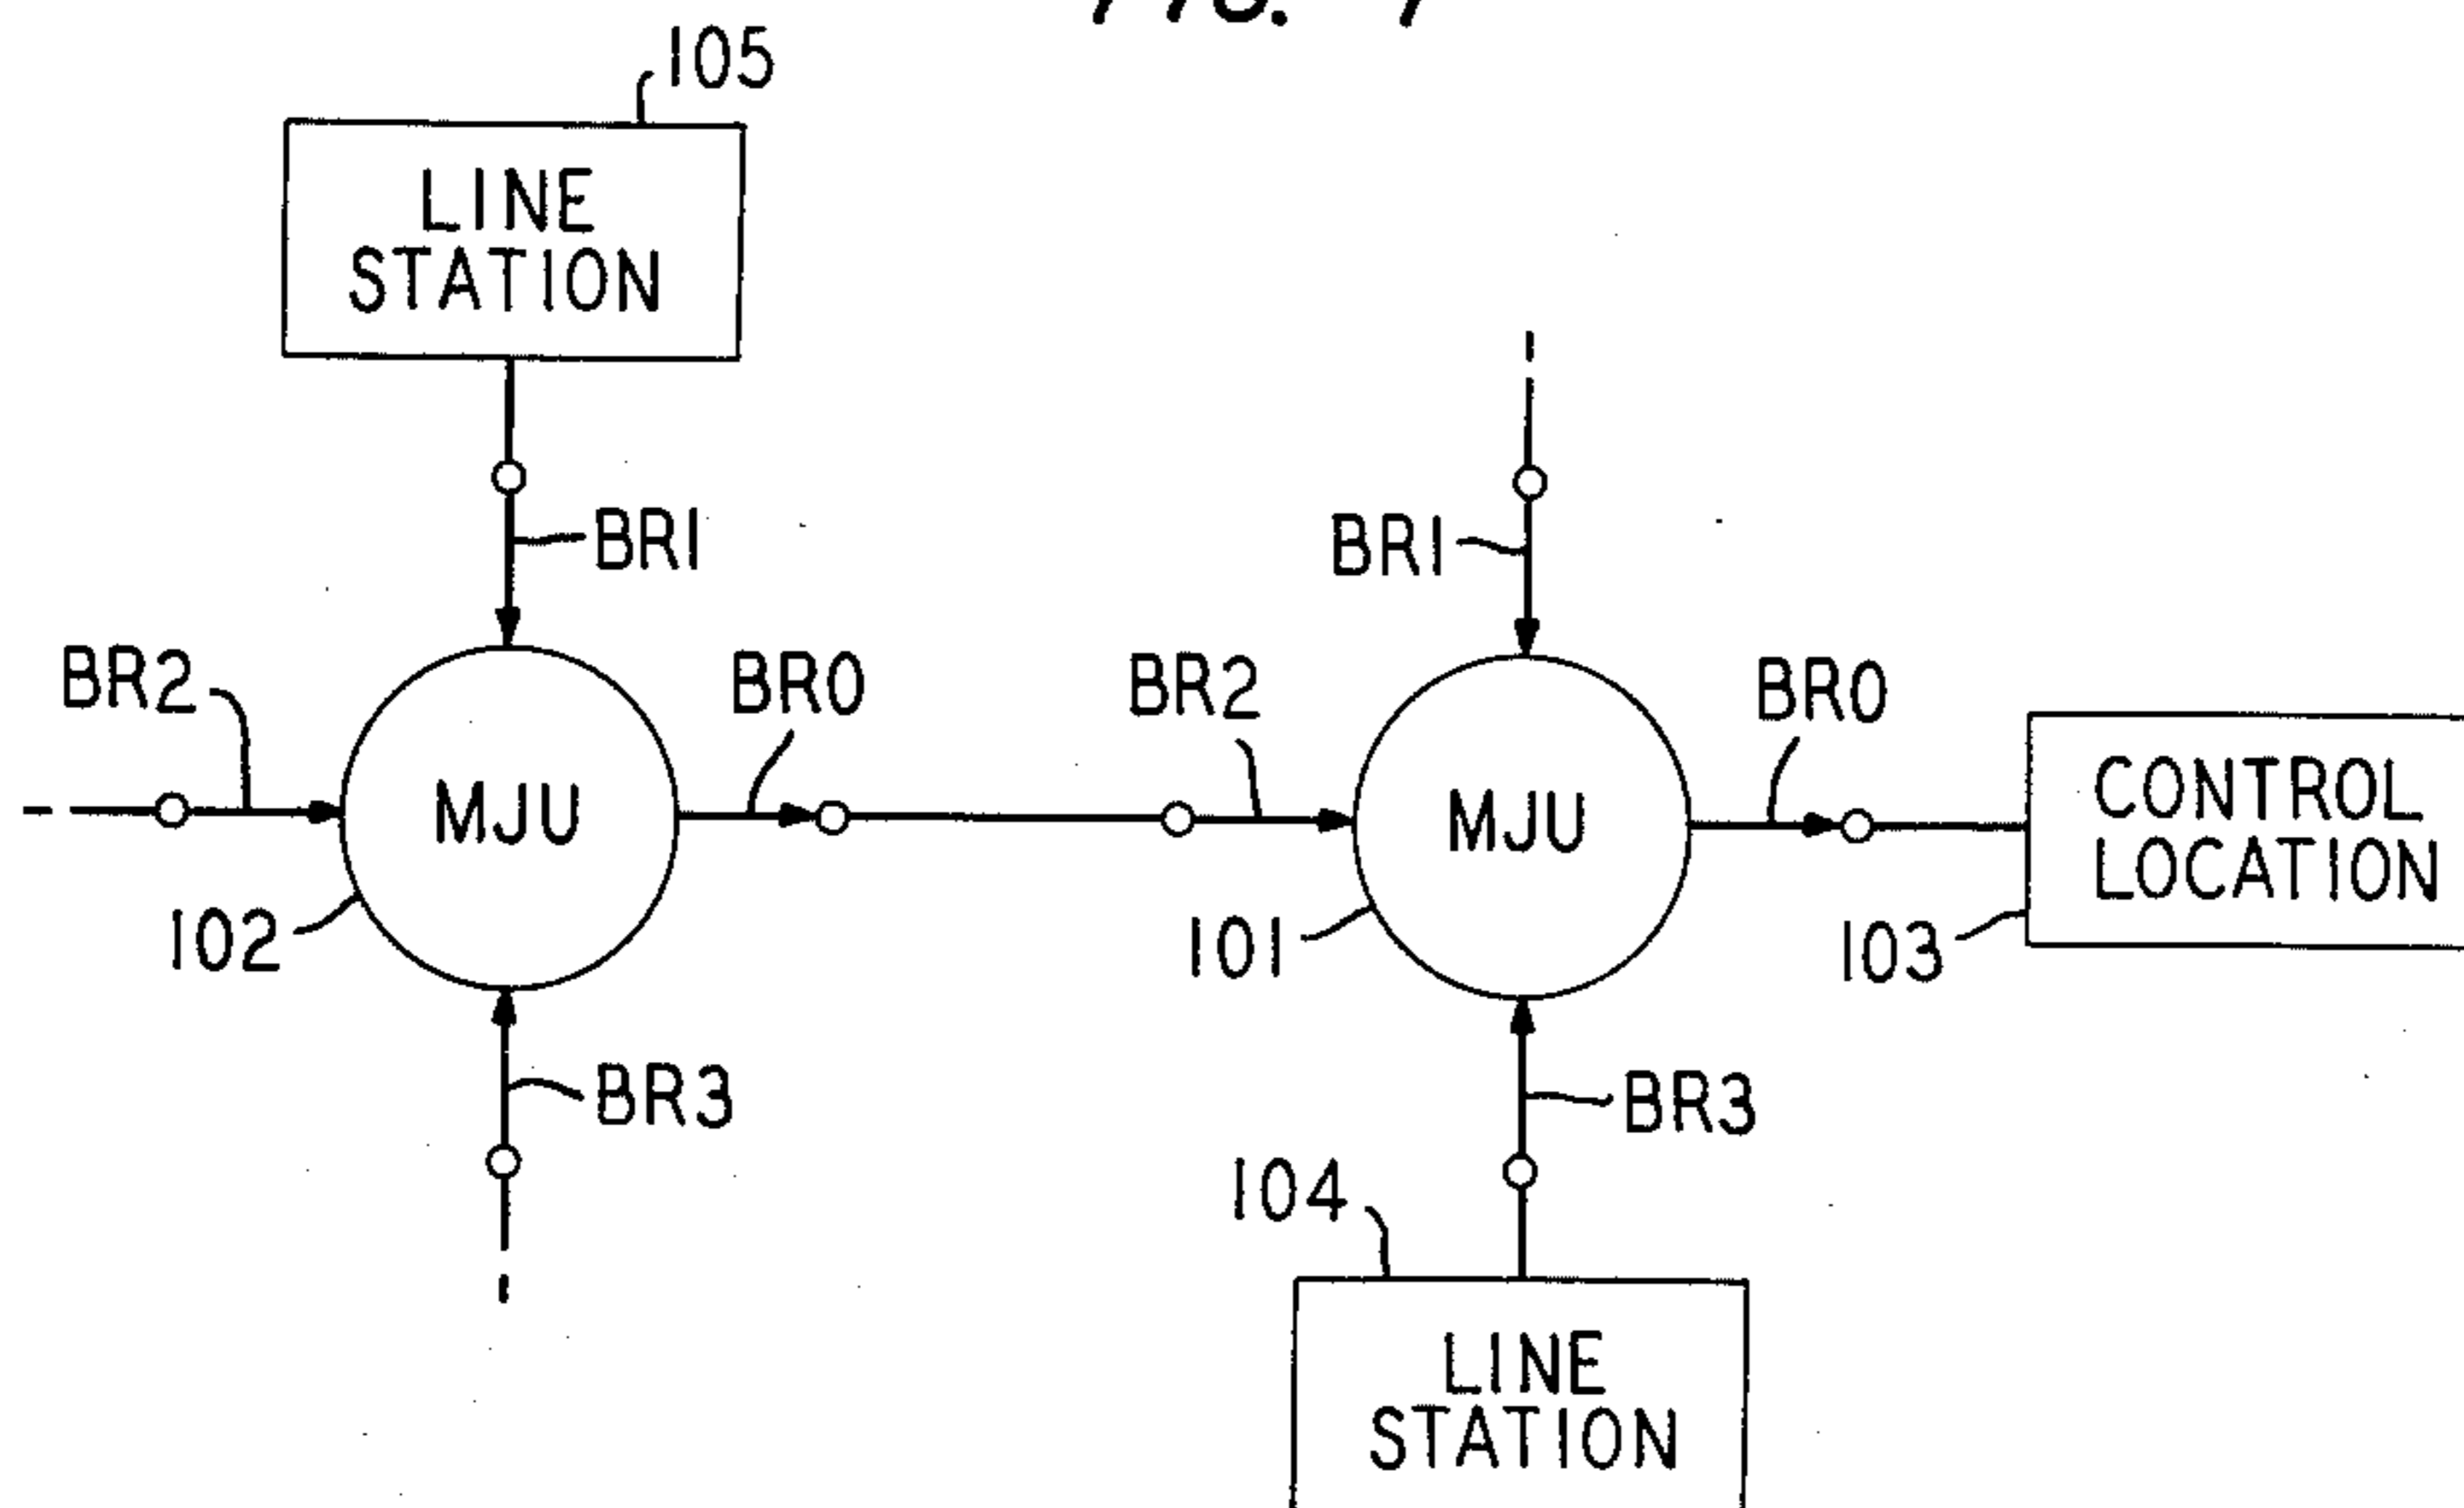 105
LINE
STATION
BR1
BR1
BR2
BR0
BR2
BR0
MJU
MJU
CONTROL
LOCATION
102
101
103
BR3
BR3
104
LINE
STATION